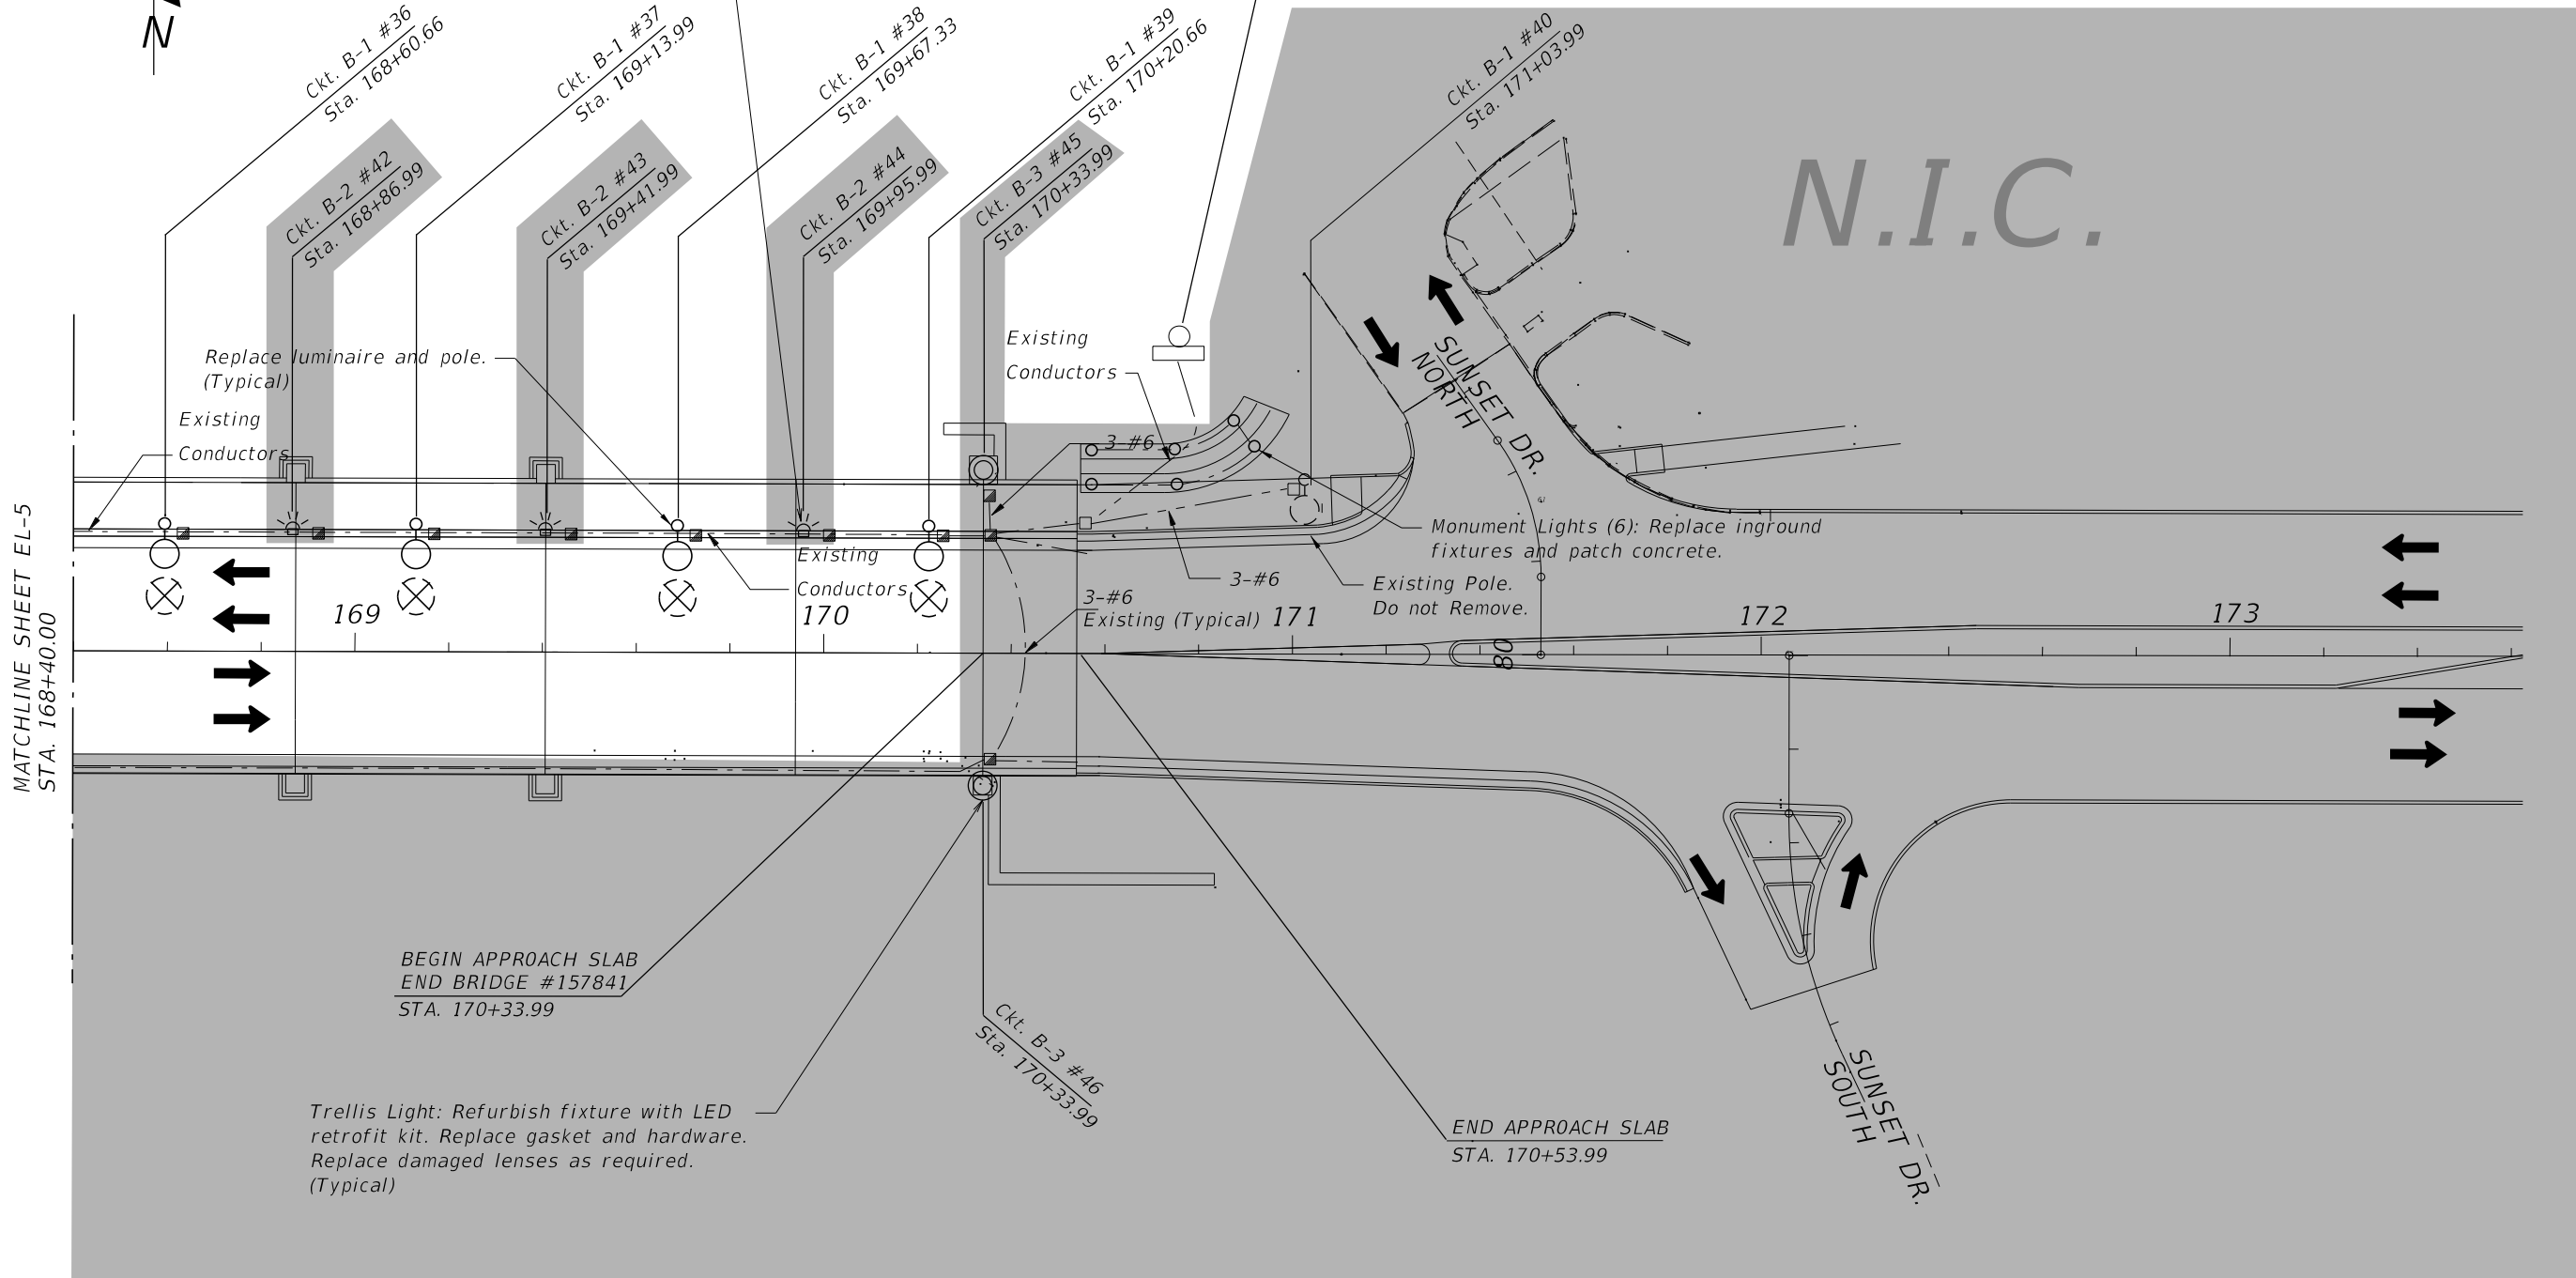 N
Ckt. B-1 #36
Sta. 168+60.66
Ckt. B-1 #37
Sta. 169+13.99
Ckt. B-1 #38
Sta. 169+67.33
Ckt. B-1 #39
Sta. 170+20.66
Ckt. B-1 #40
Sta. 171+03.99
Ckt. B-2 #42
Sta. 168+86.99
Ckt. B-2 #43
Sta. 169+41.99
Ckt. B-2 #44
Sta. 169+95.99
Ckt. B-3 #45
Sta. 170+33.99
N.I.C.
Replace luminaire and pole.
(Typical)
Existing
Conductors
Existing
Conductors
SUNSET DR.
NORTH
3-#6
Monument Lights (6): Replace inground
fixtures and patch concrete.
Existing
Conductors
3-#6
Existing Pole.
Do not Remove.
3-#6
Existing (Typical)
169
170
171
172
173
80
MATCHLINE SHEET EL-5
STA. 168+40.00
BEGIN APPROACH SLAB
END BRIDGE #157841
STA. 170+33.99
Ckt. B-3 #46
Sta. 170+33.99
Trellis Light: Refurbish fixture with LED
retrofit kit. Replace gasket and hardware.
Replace damaged lenses as required.
(Typical)
END APPROACH SLAB
STA. 170+53.99
SUNSET DR.
SOUTH